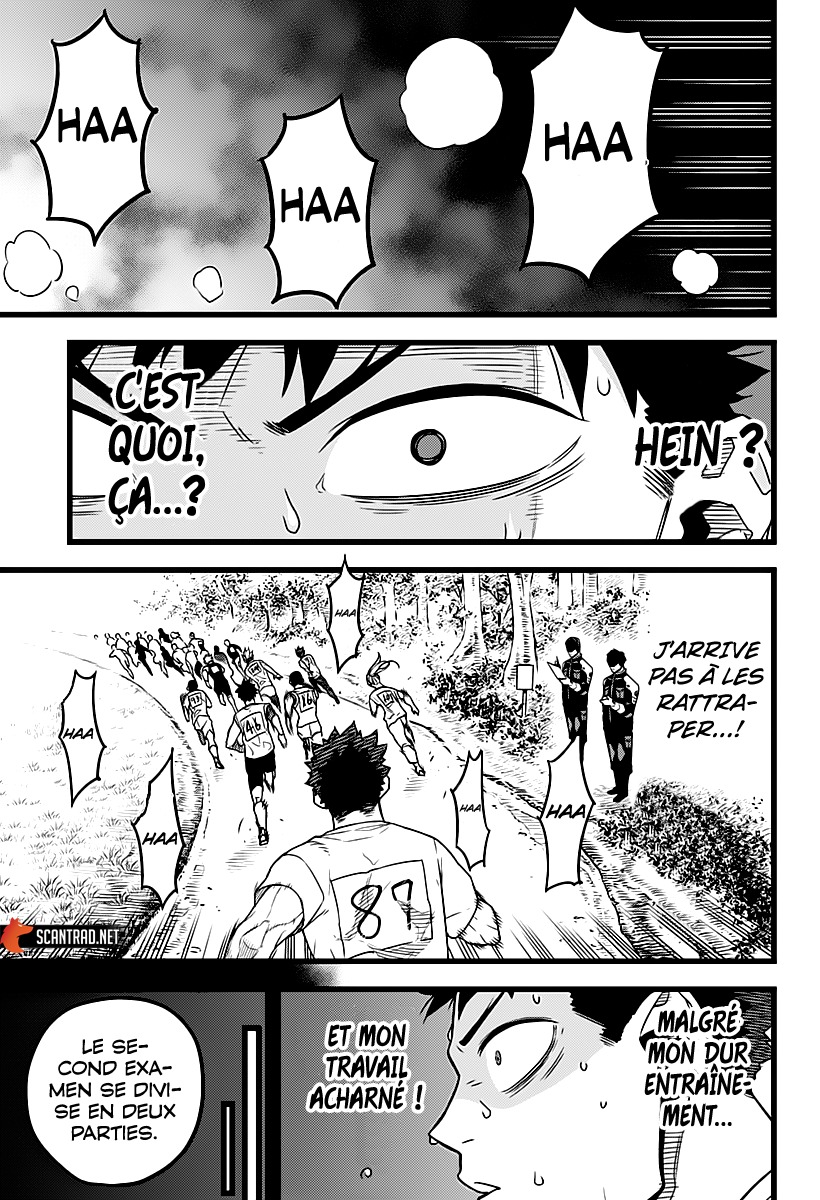 HAA
HAA
HAA
HEIN ?
C'EST
QUOI,
ÇA...?
J'ARRIVE
PAS À LES
RATTRA-
PER...!
HAA
HAA
HAA
HAA
HAA
46
16
87
SCANTRAD.NET
MALGRÉ
MON DUR
ENTRAÎNE-
MENT...
ET MON
TRAVAIL
ACHARNÉ !
LE SE-
COND EXA-
MEN SE DIVI-
SE EN DEUX
PARTIES.